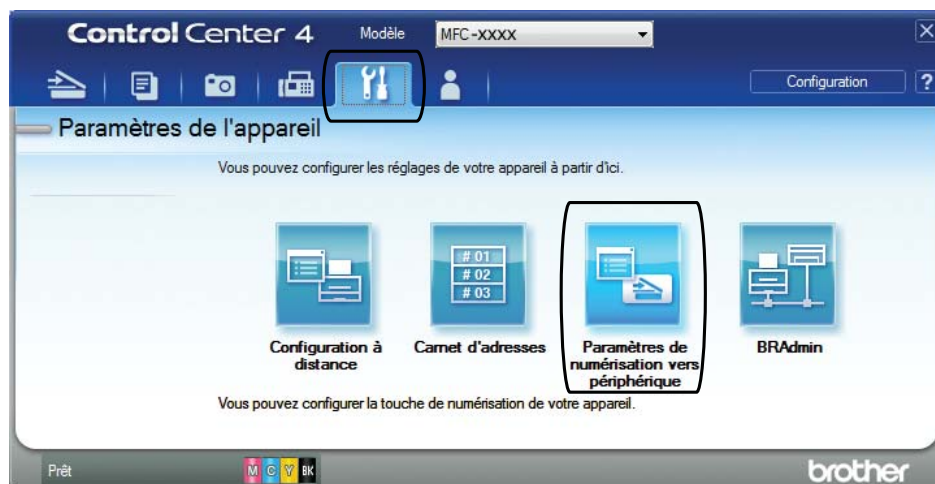 Control Center 4 Modèle MFC-XXXX
Configuration ?
Paramètres de l'appareil
Vous pouvez configurer les réglages de votre appareil à partir d'ici.
# 01
# 02
# 03
Configuration à
distance
Carnet d'adresses
Paramètres de
numérisation vers
périphérique
BRAdmin
Vous pouvez configurer la touche de numérisation de votre appareil.
Prêt M C Y BK brother